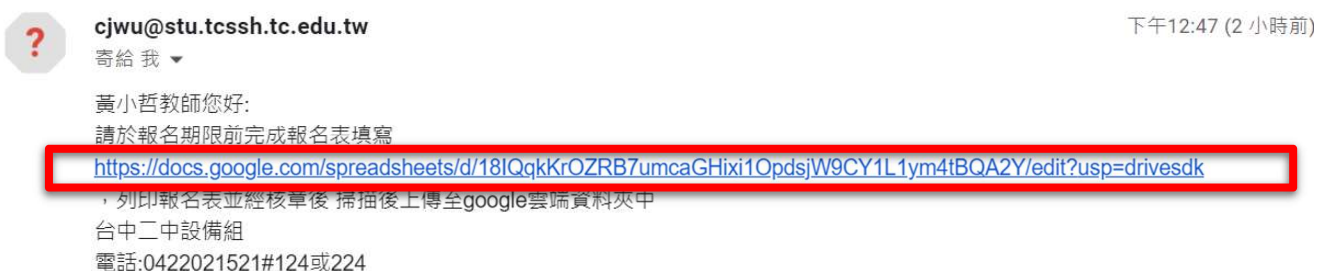 ?
cjwu@stu.tcssh.tc.edu.tw
下午12:47 (2 小時前)
寄給 我
黃小哲教師您好:
請於報名期限前完成報名表填寫
https://docs.google.com/spreadsheets/d/18IQqkKrOZRB7umcaGHixi1OpdsjW9CY1L1ym4tBQA2Y/edit?usp=drivesdk
，列印報名表並經核章後 掃描後上傳至google雲端資料夾中
台中二中設備組
電話:0422021521#124或224